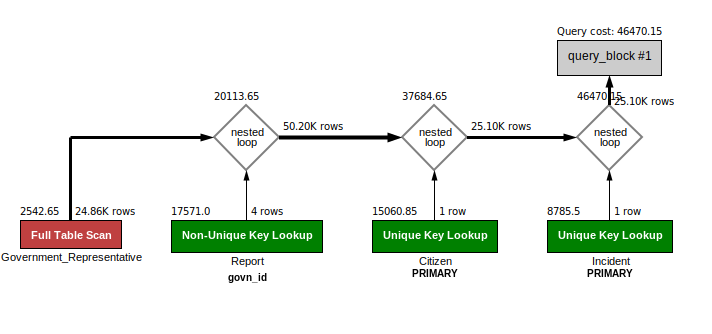 Query cost: 46470.15
query_block #1
20113.65
37684.65
46470.15
25.10K rows
nested
loop
50.20K rows
nested
loop
25.10K rows
nested
loop
2542.65
24.86K rows
17571.0
4 rows
15060.85
1 row
8785.5
1 row
Full Table Scan
Non-Unique Key Lookup
Unique Key Lookup
Unique Key Lookup
Government_Representative
Report
Citizen
Incident
govn_id
PRIMARY
PRIMARY